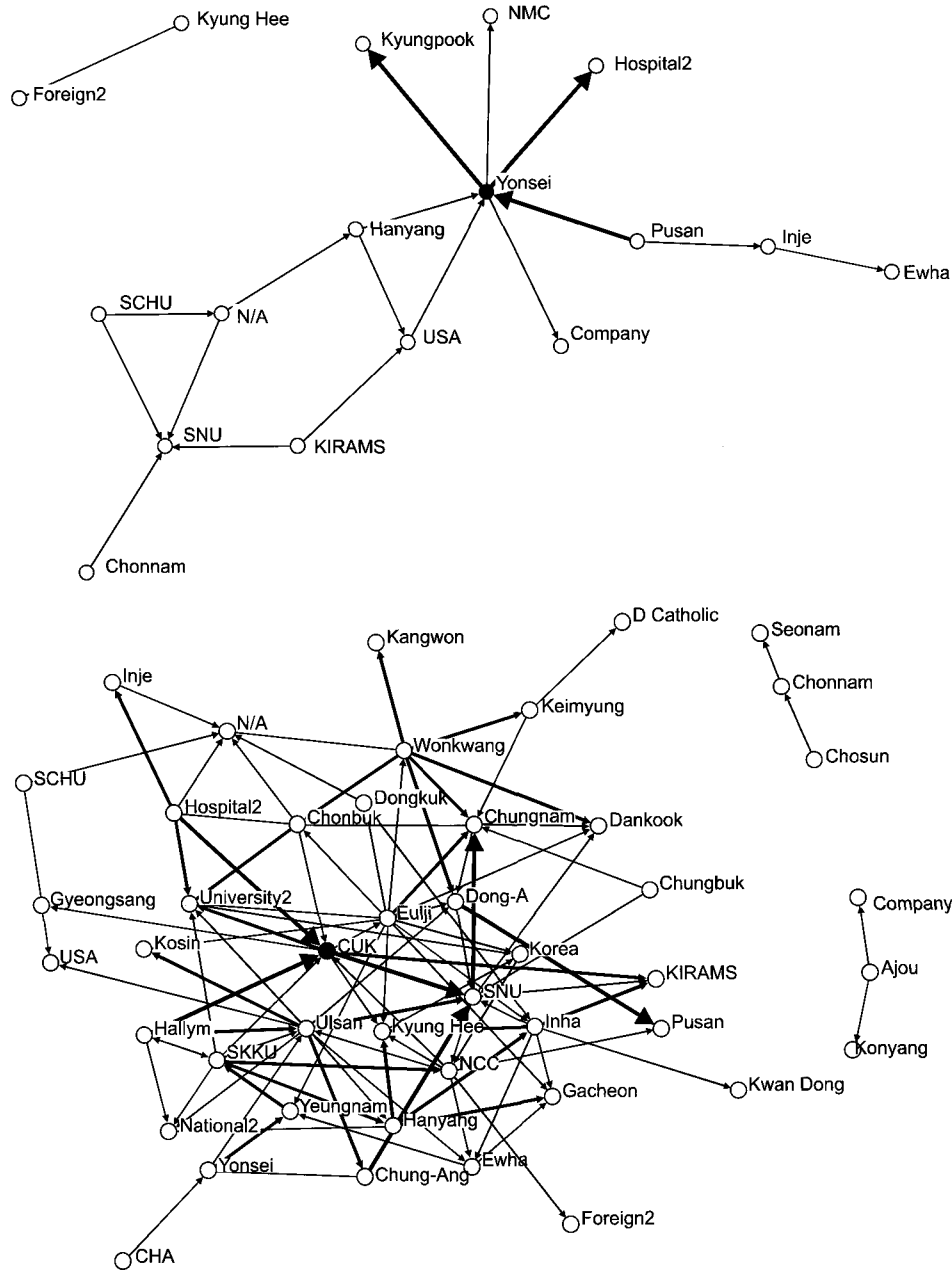 NMC
Kyung Hee
Kyungpook
Hospital2
Foreign2
Yonsei
Hanyang
Pusan
Inje
Ewha
SCHU
N/A
USA
Company
SNU
KIRAMS
Chonnam
D Catholic
Kangwon
Seonam
Inje
Chonnam
Keimyung
N/A
Wonkwang
Chosun
SCHU
Hospital2
Dongkuk
Chonbuk
Chungnam
Dankook
Chungbuk
Gyeongsang
University2
Eulji
Dong-A
Company
Kosin
CUK
Korea
USA
KIRAMS
Ajou
SNU
Hallym
Ulsan
Kyung Hee
Inha
Pusan
Konyang
SKKU
NCC
Kwan Dong
Gacheon
Yeungnam
National2
Hanyang
Yonsei
Chung-Ang
Ewha
Foreign2
CHA